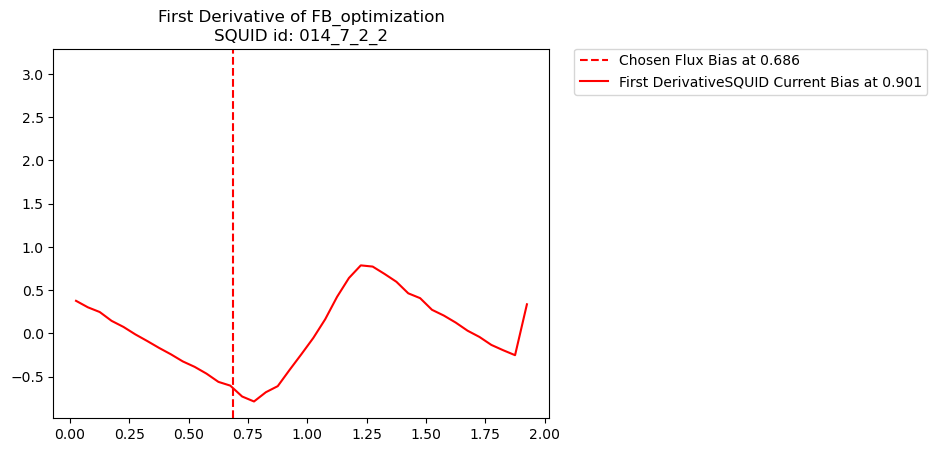 First Derivative of FB_optimization
SQUID id: 014_7_2_2
Chosen Flux Bias at 0.686
First DerivativeSQUID Current Bias at 0.901
3.0
2.5
2.0
1.5
1.0
0.5
0.0
−0.5
0.00 0.25 0.50 0.75 1.00 1.25 1.50 1.75 2.00